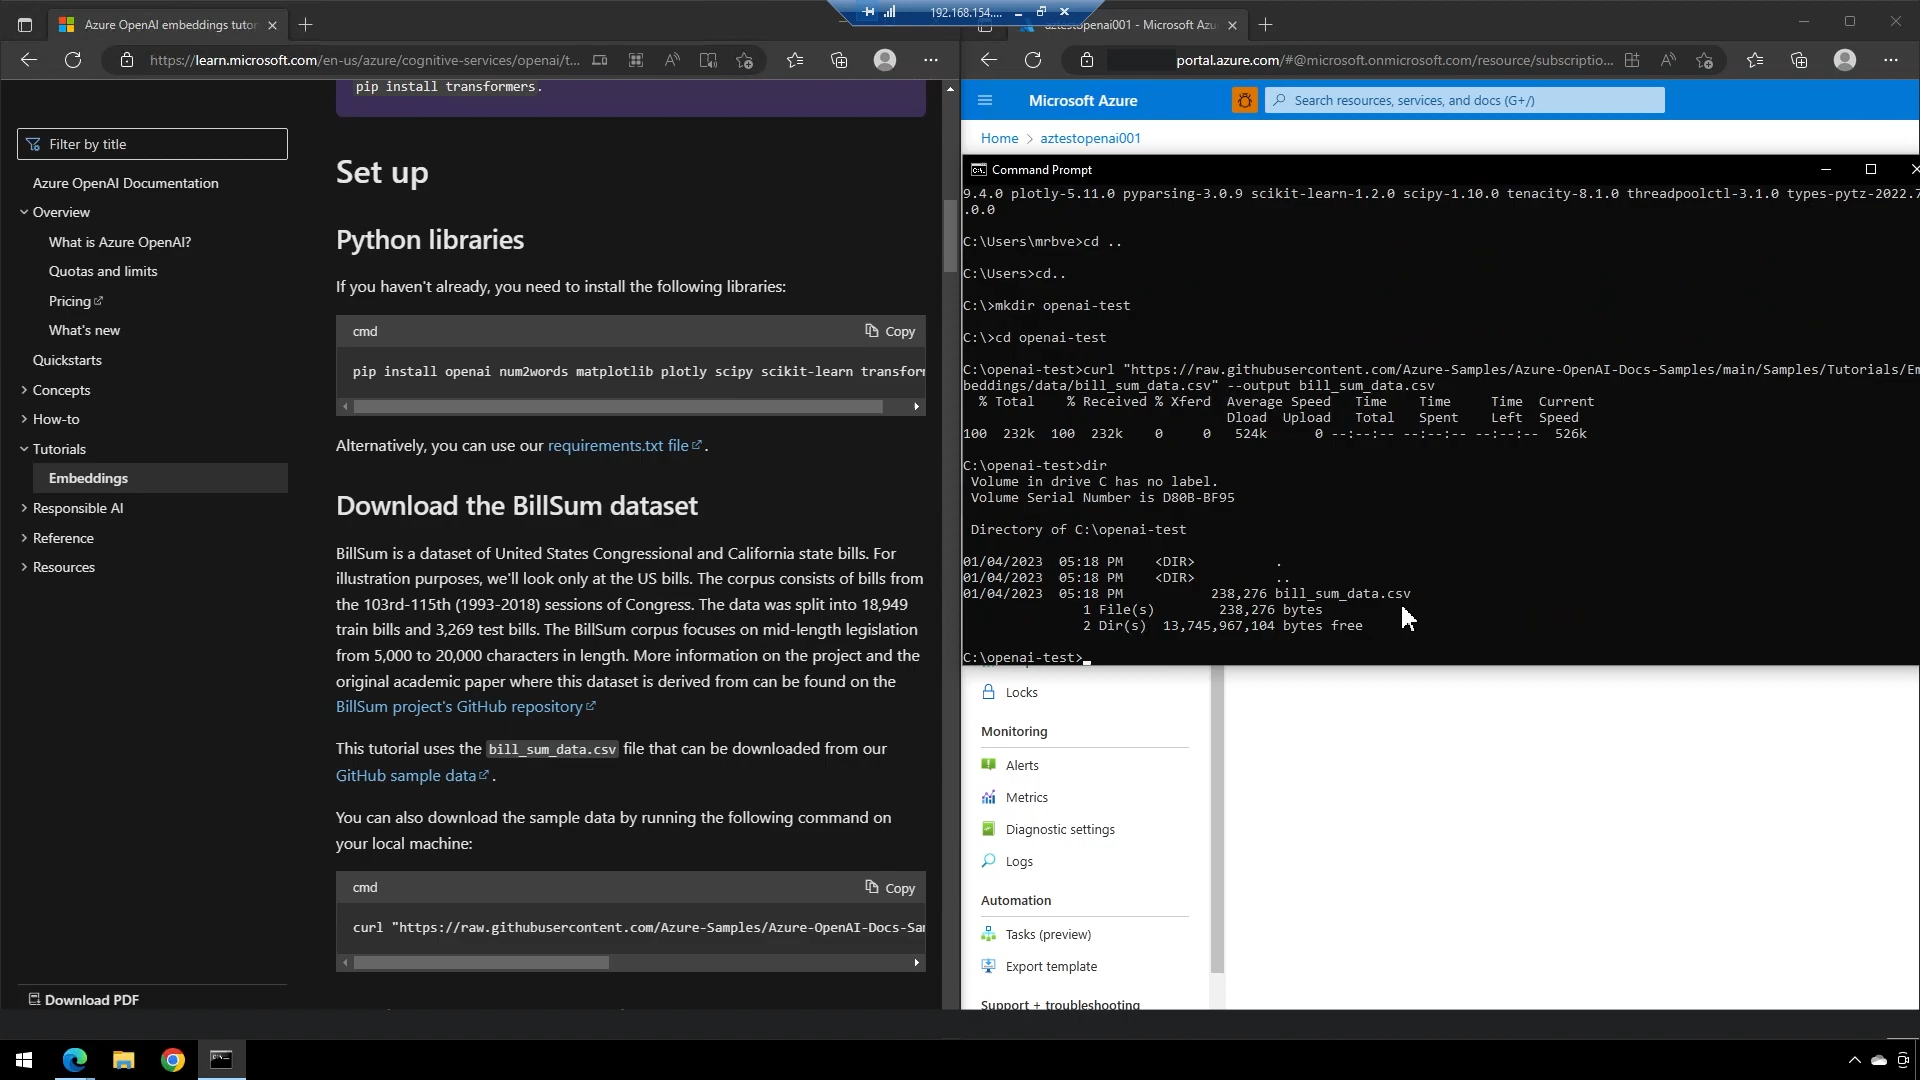 Azure OpenAI embeddings tutor
192.168.154....
aztestopenai001 - Microsoft Azu
https://learn.microsoft.com/en-us/azure/cognitive-services/openai/t...
portal.azure.com/#@microsoft.onmicrosoft.com/resource/subscriptio...
Filter by title
Azure OpenAI Documentation
Overview
What is Azure OpenAI?
Quotas and limits
Pricing
What's new
Quickstarts
Concepts
How-to
Tutorials
Embeddings
Responsible AI
Reference
Resources
Download PDF
pip install transformers.
Set up
Python libraries
If you haven't already, you need to install the following libraries:
cmd
Copy
pip install openai num2words matplotlib plotly scipy scikit-learn transfor
Alternatively, you can use our requirements.txt file.
Download the BillSum dataset
BillSum is a dataset of United States Congressional and California state bills. For
illustration purposes, we'll look only at the US bills. The corpus consists of bills from
the 103rd-115th (1993-2018) sessions of Congress. The data was split into 18,949
train bills and 3,269 test bills. The BillSum corpus focuses on mid-length legislation
from 5,000 to 20,000 characters in length. More information on the project and the
original academic paper where this dataset is derived from can be found on the
BillSum project's GitHub repository
This tutorial uses the bill_sum_data.csv file that can be downloaded from our
GitHub sample data.
You can also download the sample data by running the following command on
your local machine:
cmd
Copy
curl "https://raw.githubusercontent.com/Azure-Samples/Azure-OpenAI-Docs-Sa
Microsoft Azure
Search resources, services, and docs (G+/)
Home > aztestopenai001
Command Prompt
9.4.0 plotly-5.11.0 pyparsing-3.0.9 scikit-learn-1.2.0 scipy-1.10.0 tenacity-8.1.0 threadpoolctl-3.1.0 types-pytz-2022.7
.0.0
C:\Users\mrbve>cd ..
C:\Users>cd..
C:\>mkdir openai-test
C:\>cd openai-test
C:\openai-test>curl "https://raw.githubusercontent.com/Azure-Samples/Azure-OpenAI-Docs-Samples/main/Samples/Tutorials/Em
beddings/data/bill_sum_data.csv" --output bill_sum_data.csv
% Total % Received % Xferd Average Speed Time Time Time Current
Dload Upload Total Spent Left Speed
100 232k 100 232k 0 0 524k 0 --:--:-- --:--:-- --:--:-- 526k
C:\openai-test>dir
Volume in drive C has no label.
Volume Serial Number is D80B-BF95
Directory of C:\openai-test
01/04/2023 05:18 PM <DIR> .
01/04/2023 05:18 PM <DIR> ..
01/04/2023 05:18 PM 238,276 bill_sum_data.csv
1 File(s) 238,276 bytes
2 Dir(s) 13,745,967,104 bytes free
C:\openai-test>
Locks
Monitoring
Alerts
Metrics
Diagnostic settings
Logs
Automation
Tasks (preview)
Export template
Support + troubleshooting